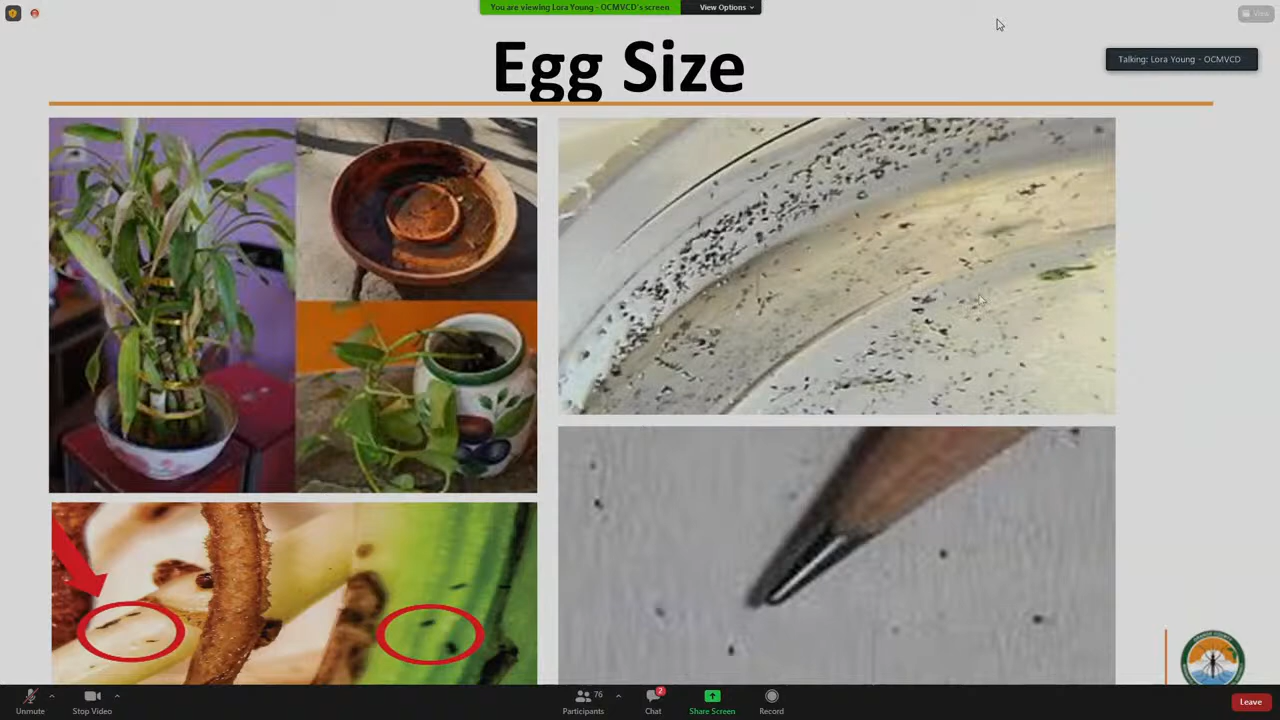 You are viewing Lora Young - OCMVCD's screen
View Options
View
Talking: Lora Young - OCMVCD
Egg Size
Unmute
Stop Video
76
Participants
2
Chat
Share Screen
Record
Leave